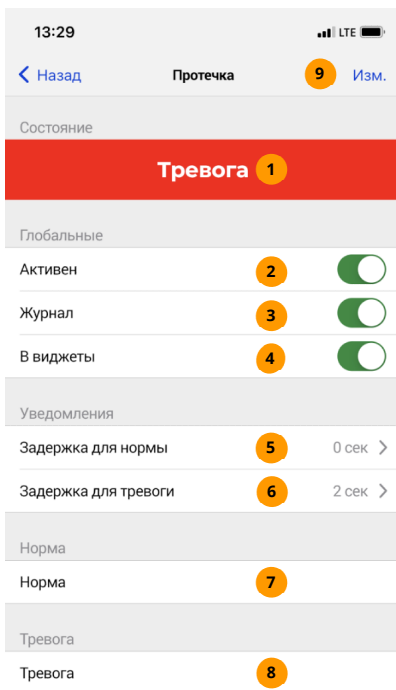 13:29 LTE
Назад Протечка 9 Изм.
Состояние
Тревога 1
Глобальные
Активен 2
Журнал 3
В виджеты 4
Уведомления
Задержка для нормы 5 0 сек
Задержка для тревоги 6 2 сек
Норма
Норма 7
Тревога
Тревога 8